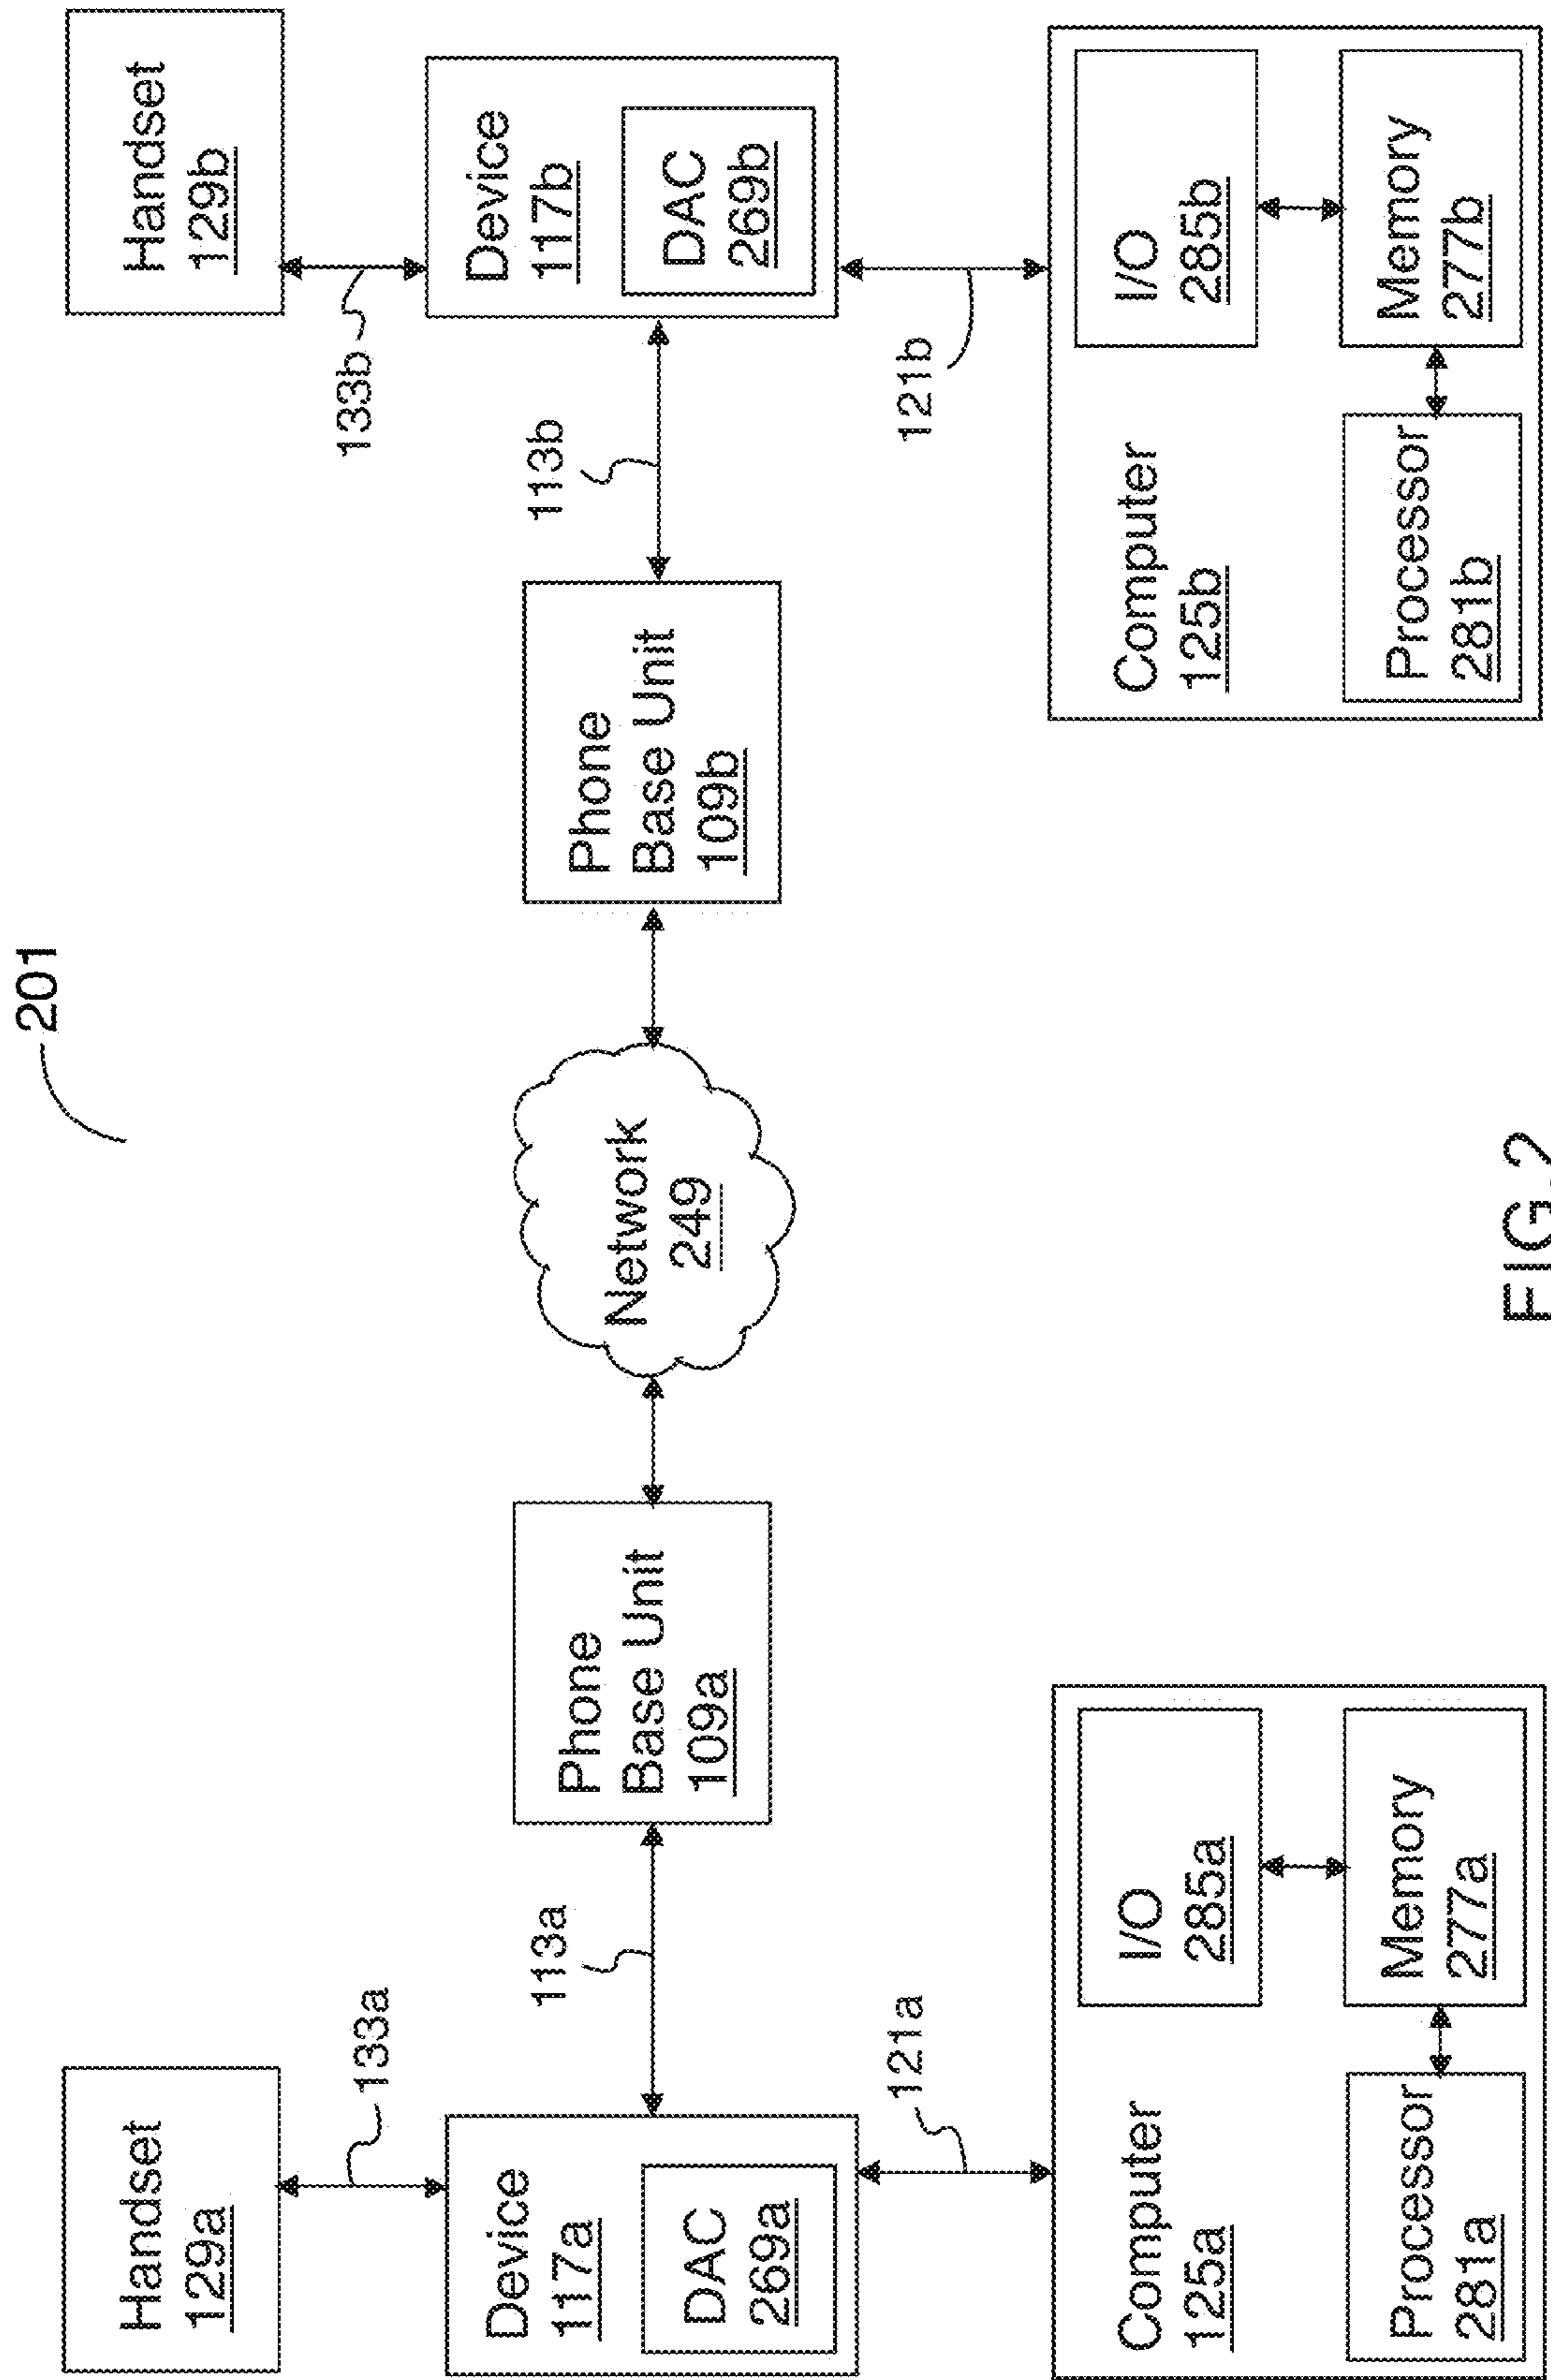 201
Handset
129a
133a
Device
117a
DAC
269a
113a
121a
Computer
125a
I/O
285a
Processor
281a
Memory
277a
Phone
Base Unit
109a
Network
249
Phone
Base Unit
109b
113b
Handset
129b
133b
Device
117b
DAC
269b
121b
Computer
125b
I/O
285b
Processor
281b
Memory
277b
FIG.2